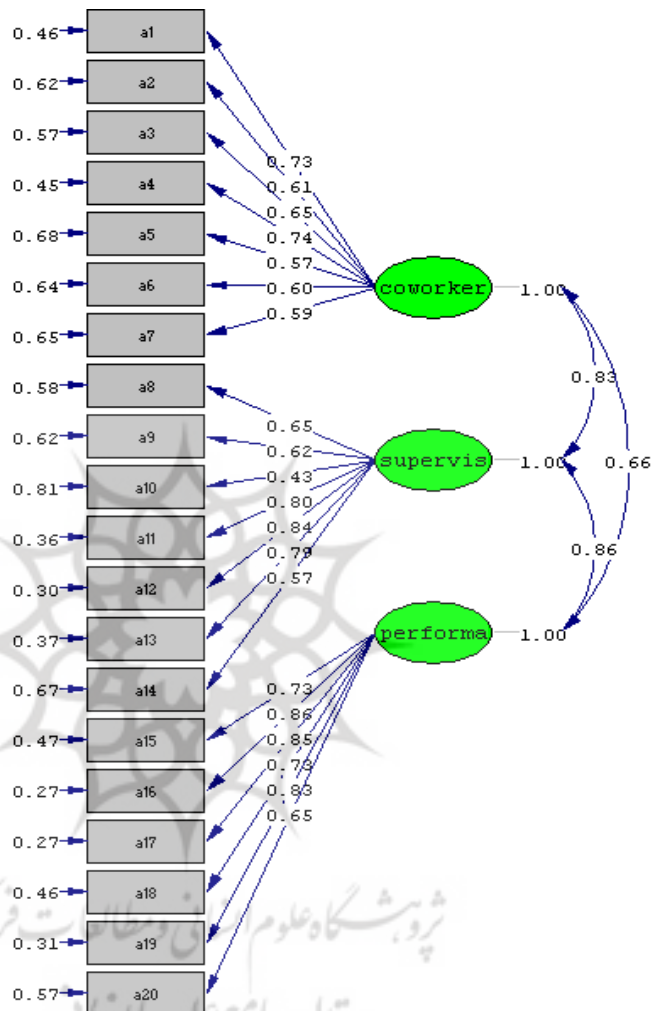 0.46 a1
0.62 a2
0.57 a3
0.73
0.61
0.45 a4
0.65
0.74
0.68 a5
0.57
0.64 a6
0.60
coworker 1.00
0.59
0.65 a7
0.83
0.58 a8
0.65
0.62 a9
0.62
0.43
supervis 1.00
0.66
0.81 a10
0.80
0.36 a11
0.84
0.79
0.86
0.30 a12
0.57
0.37 a13
performa 1.00
0.67 a14
0.73
0.86
0.47 a15
0.85
0.73
0.27 a16
0.83
0.65
0.27 a17
0.46 a18
پژوهشگاه علوم انسانی و مطالعات
0.31 a19
0.57 a20